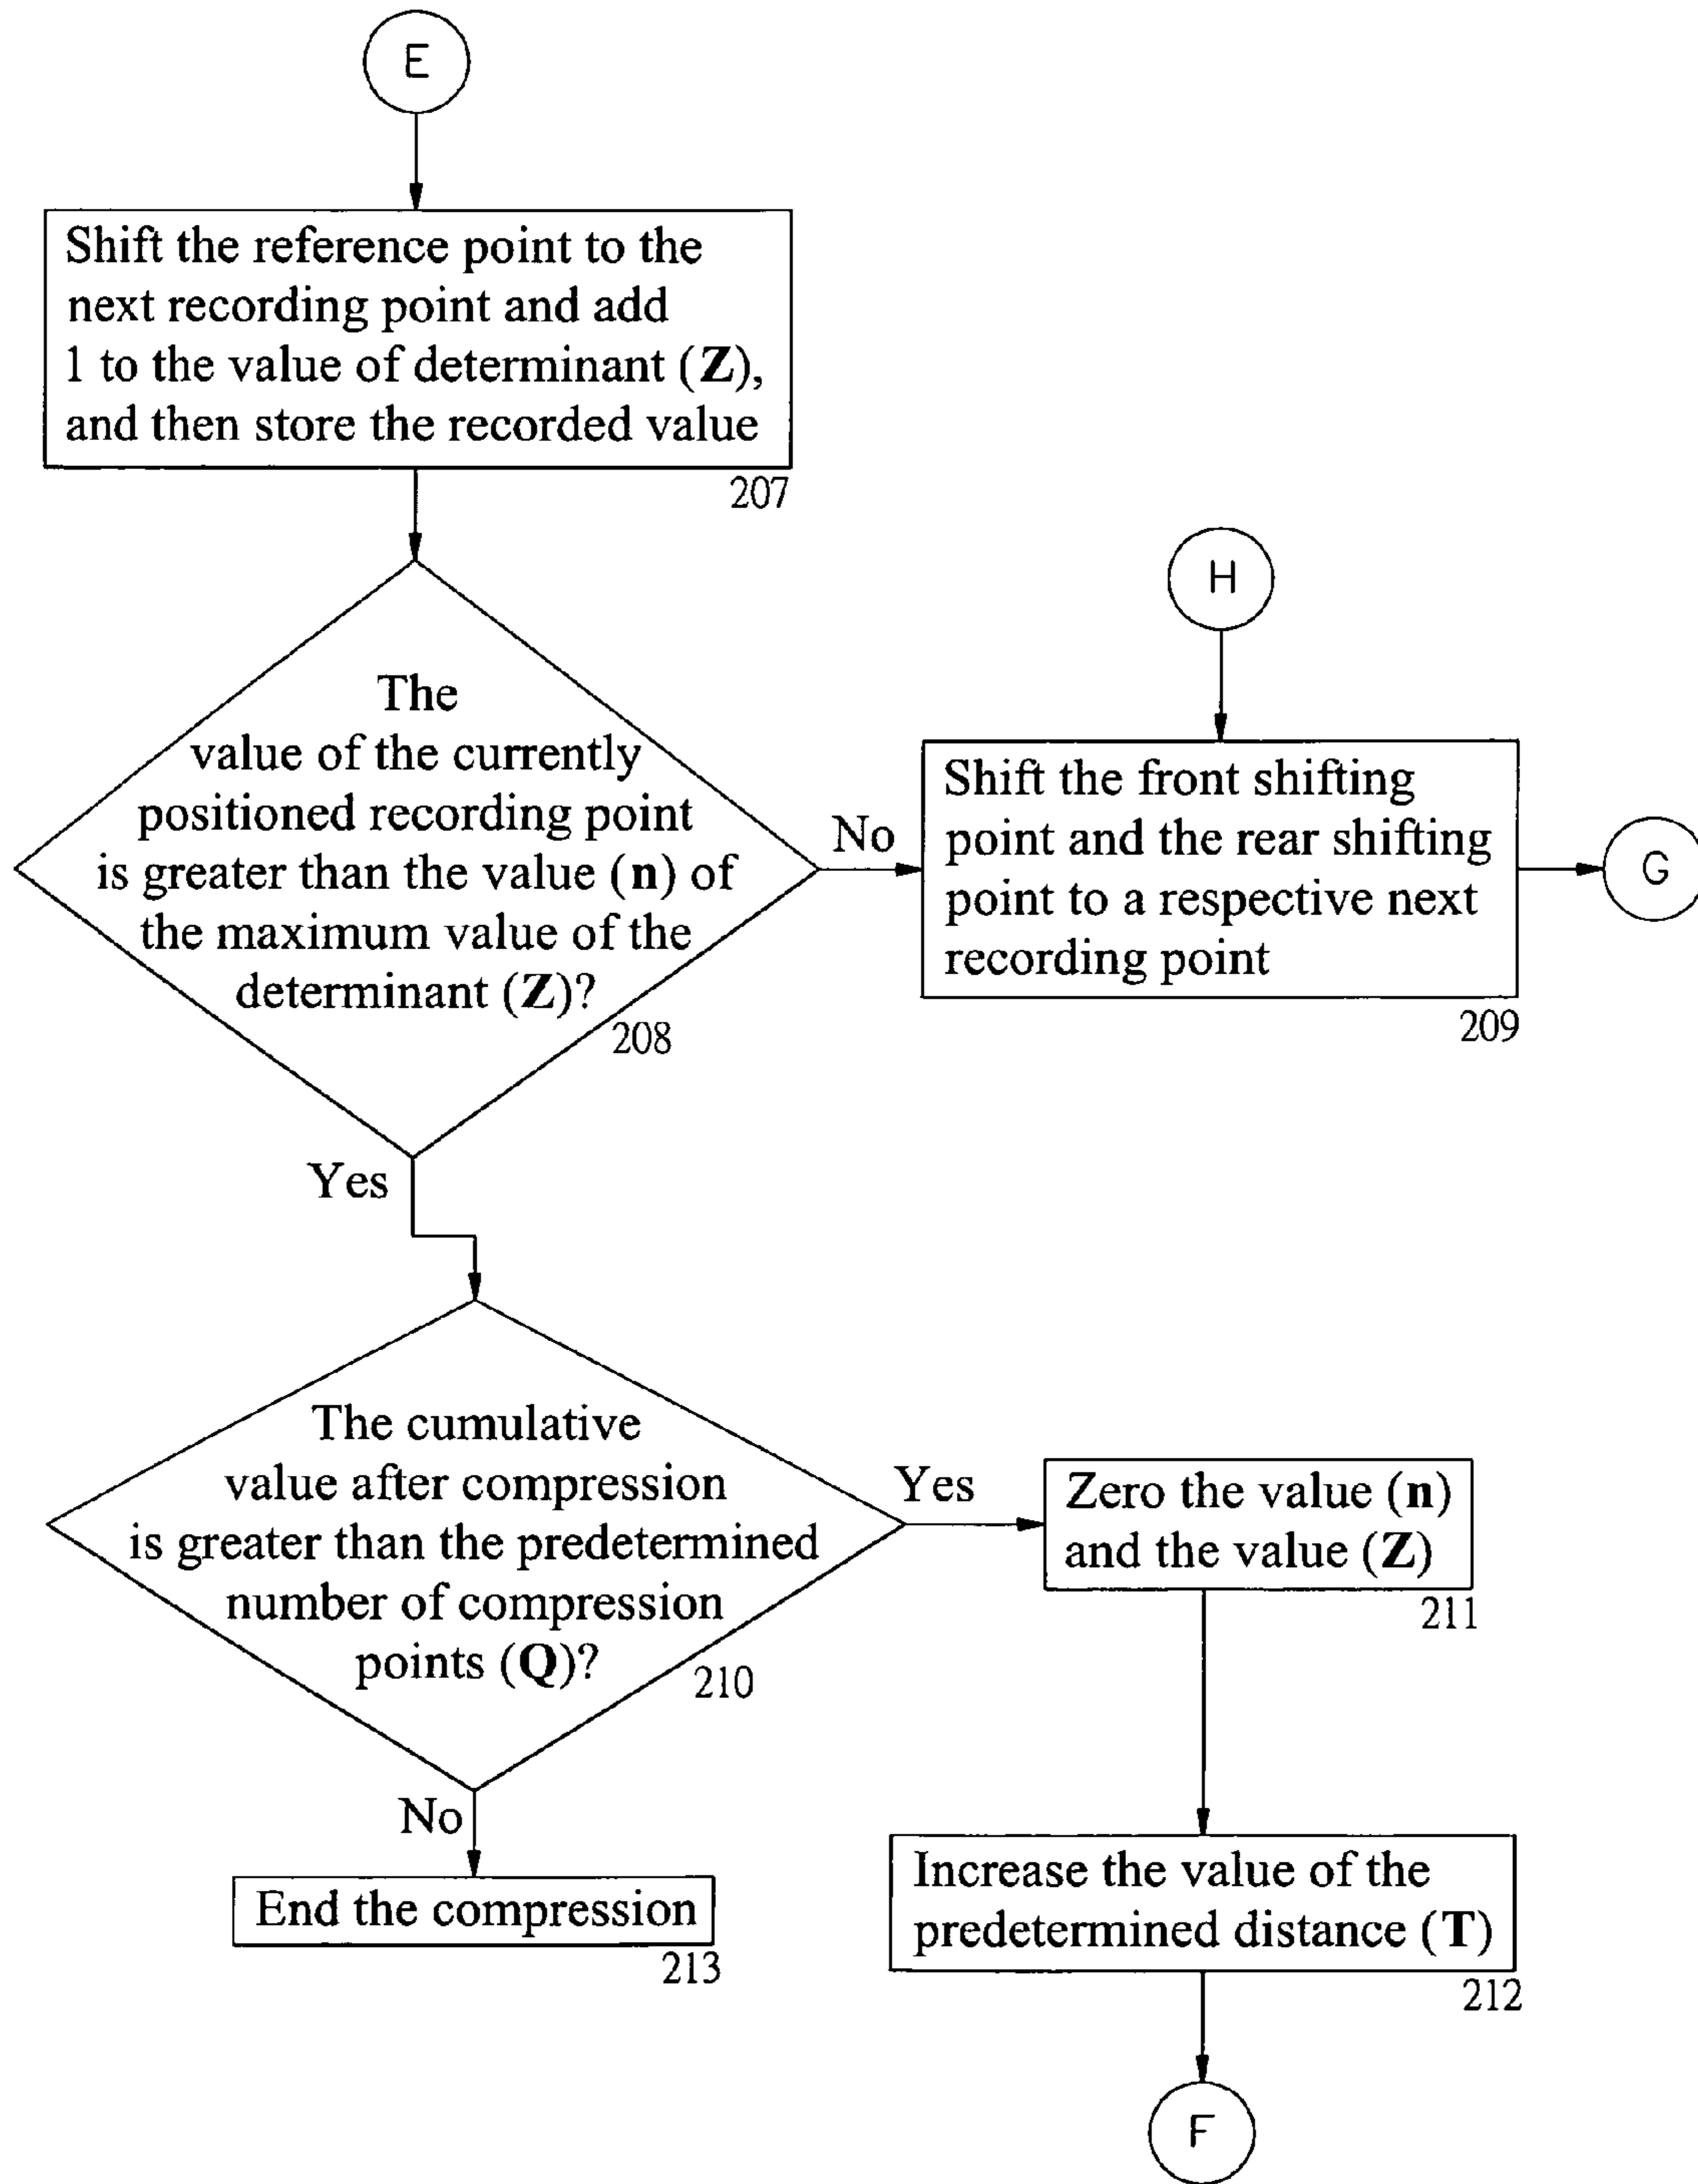 E
Shift the reference point to the
next recording point and add
1 to the value of determinant (Z),
and then store the recorded value
207
The
value of the currently
positioned recording point
is greater than the value (n) of
the maximum value of the
determinant (Z)?
208
No
H
Shift the front shifting
point and the rear shifting
point to a respective next
recording point
209
G
Yes
The cumulative
value after compression
is greater than the predetermined
number of compression
points (Q)?
210
Yes
Zero the value (n)
and the value (Z)
211
No
End the compression
213
Increase the value of the
predetermined distance (T)
212
F